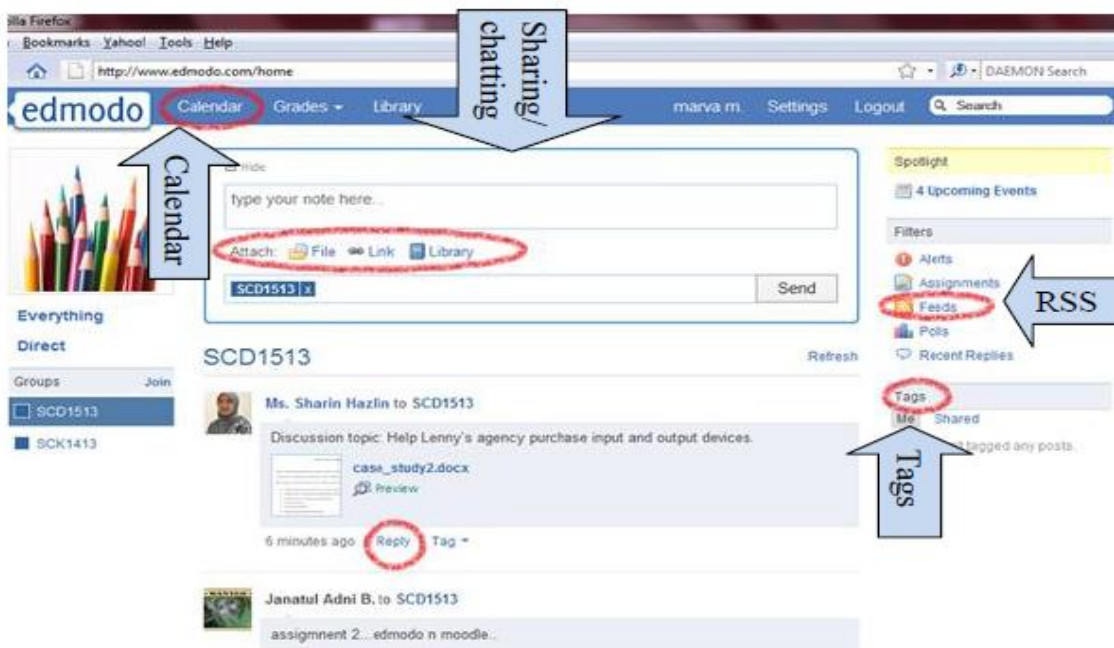 illa Firefox
Bookmarks Yahoo! Tools Help
http://www.edmodo.com/home
DAEMON Search
edmodo
Calendar Grades Library marva m. Settings Logout Search
Sharing/
chatting
Calendar
hide
type your note here...
Attach: File Link Library
SCD1513 x
Send
Everything
Direct
Groups Join
SCD1513
SCK1413
SCD1513
Refresh
Ms. Sharin Hazlin to SCD1513
Discussion topic: Help Lenny's agency purchase input and output devices.
case_study2.docx
Preview
6 minutes ago Reply Tag
Janatul Adni B. to SCD1513
assigmnent 2...edmodo n moodle..
Spotlight
4 Upcoming Events
Filters
Alerts
Assignments
Feeds
Polls
Recent Replies
RSS
Tags
Me Shared
tagged any posts.
Tags